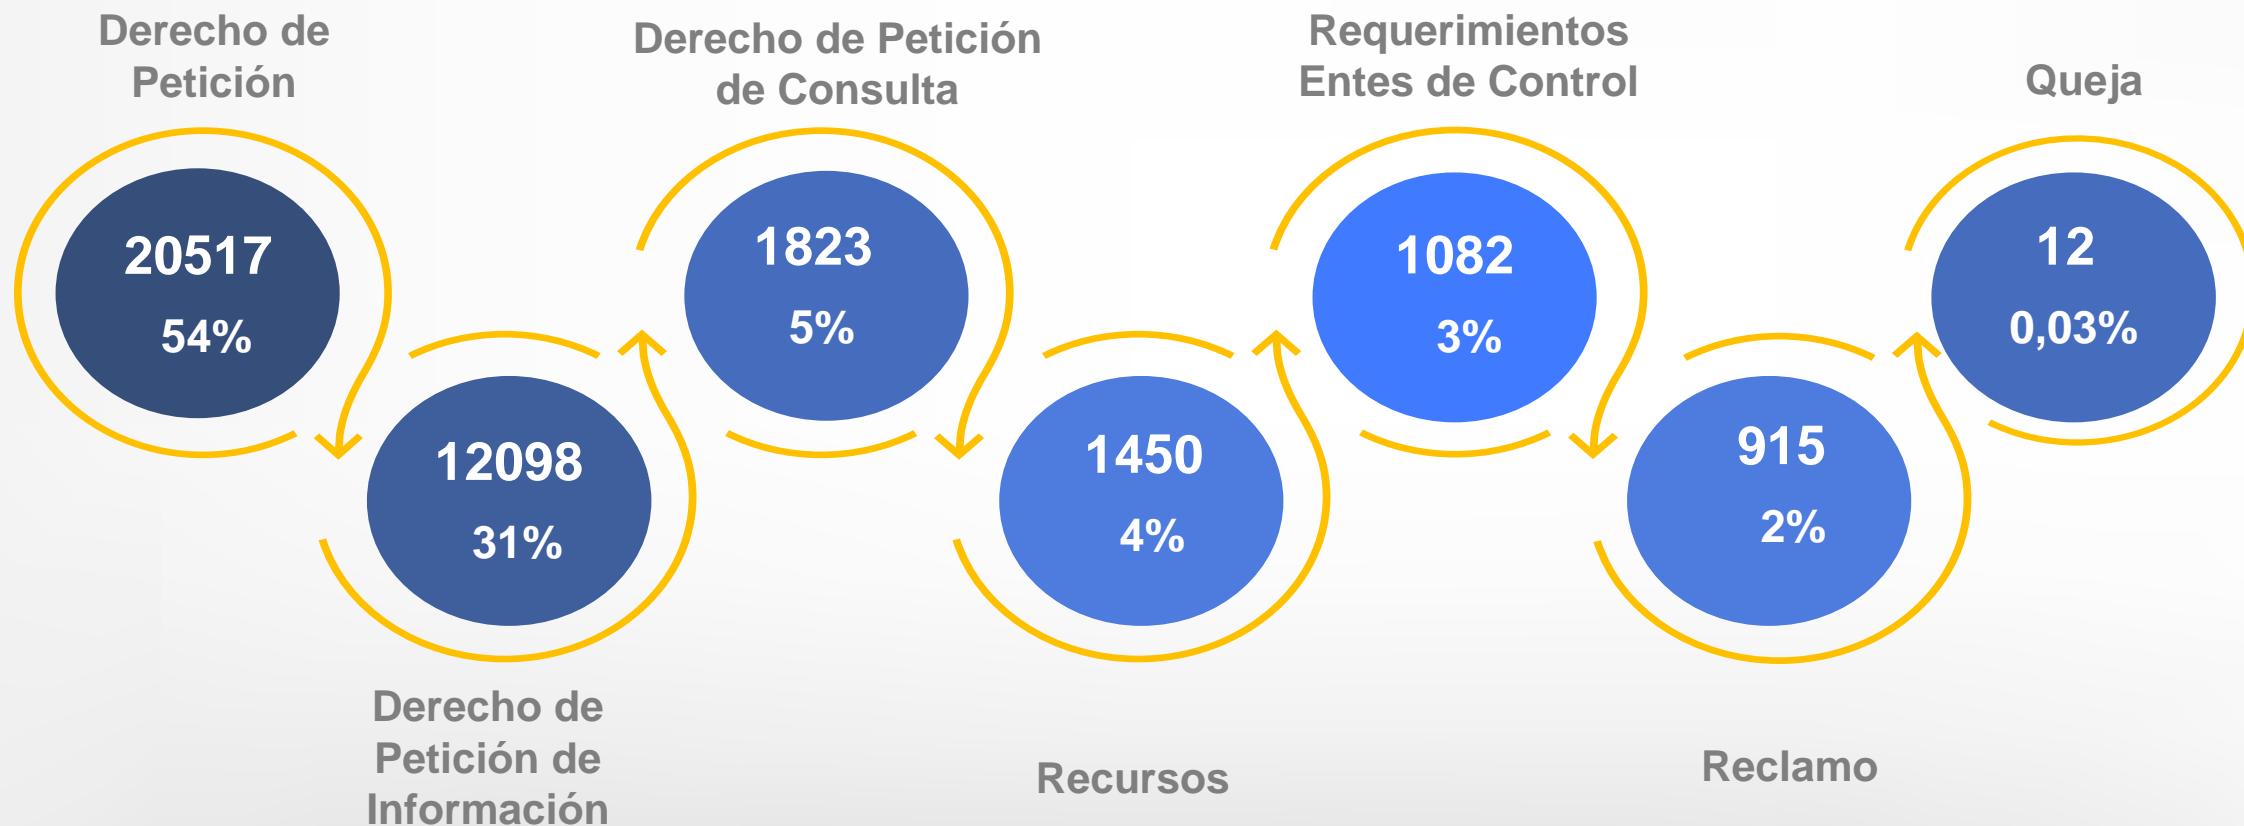 Derecho de
Petición
20517
54%
Derecho de
Petición de
Información
12098
31%
Derecho de Petición
de Consulta
1823
5%
Recursos
1450
4%
Requerimientos
Entes de Control
1082
3%
Reclamo
915
2%
Queja
12
0,03%